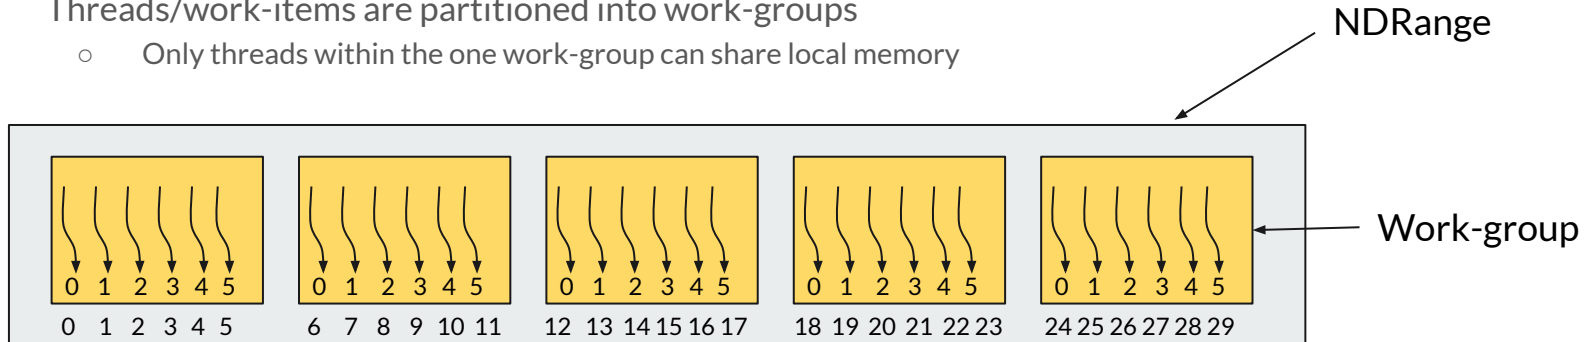 Threads/work-items are partitioned into work-groups
○ Only threads within the one work-group can share local memory
NDRange
Work-group
0 1 2 3 4 5 0 1 2 3 4 5 0 1 2 3 4 5 0 1 2 3 4 5 0 1 2 3 4 5
0 1 2 3 4 5 6 7 8 9 10 11 12 13 14 15 16 17 18 19 20 21 22 23 24 25 26 27 28 29